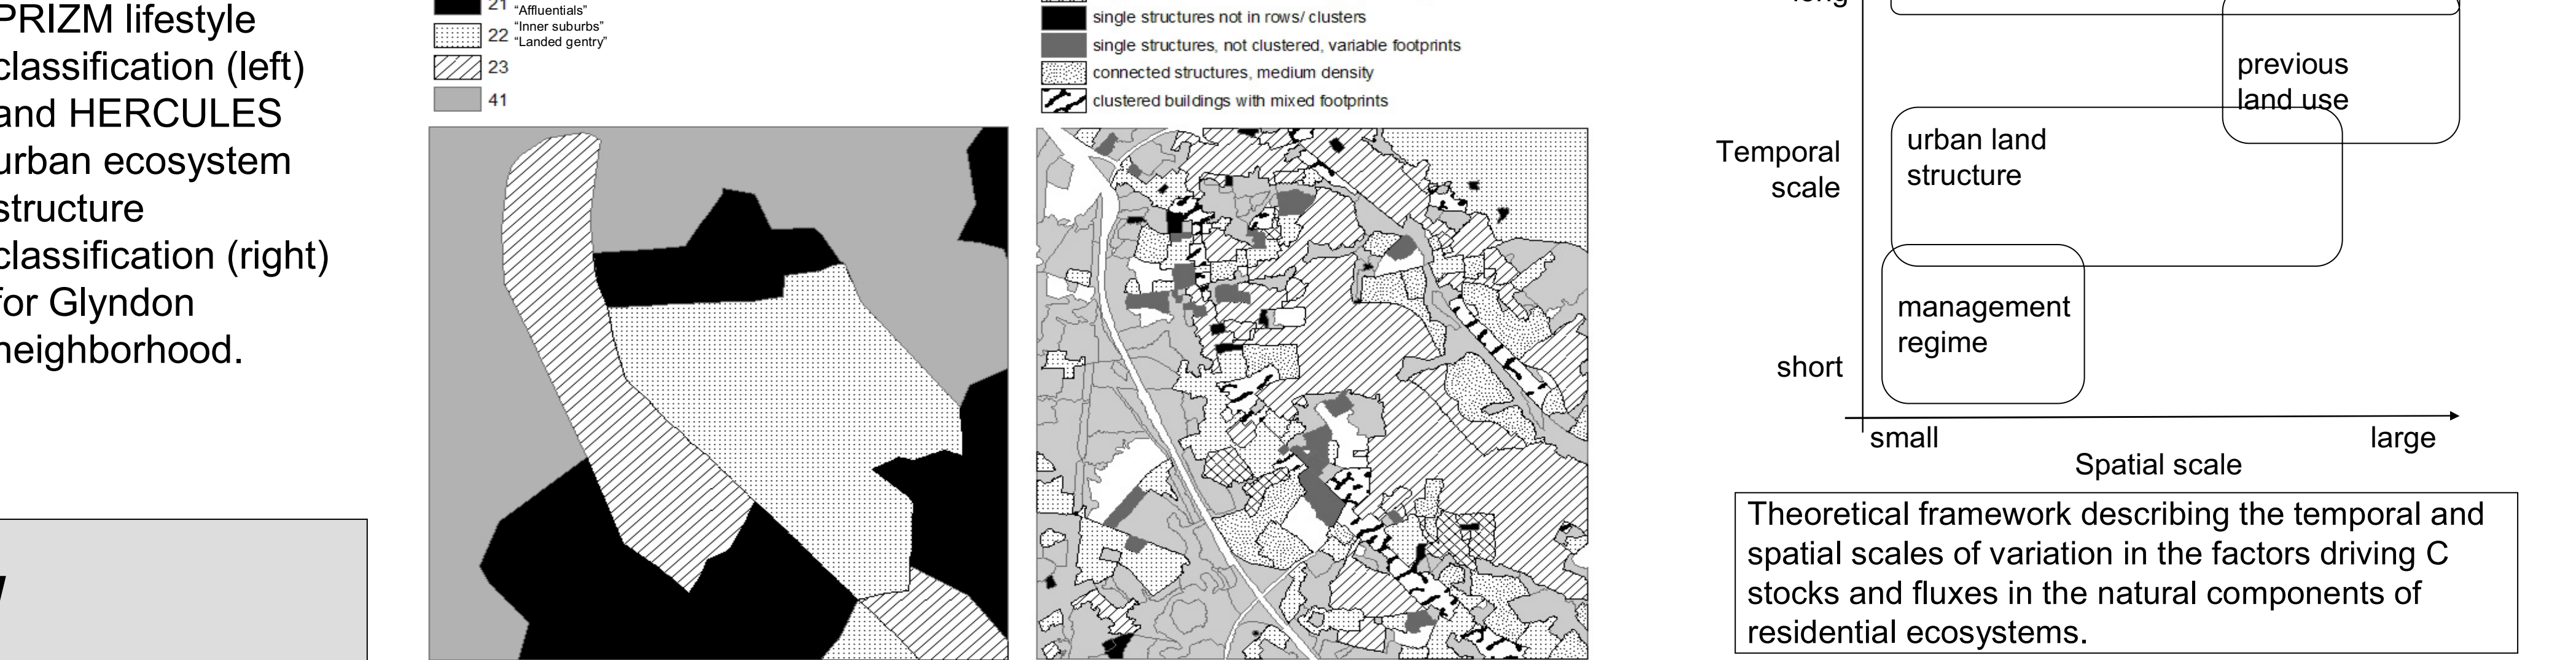 PRIZM lifestyle
classification (left)
and HERCULES
urban ecosystem
structure
classification (right)
for Glyndon
neighborhood.
21
"Affluentials"
"Inner suburbs"
22
"Landed gentry"
23
41
single structures not in rows/ clusters
single structures, not clustered, variable footprints
connected structures, medium density
clustered buildings with mixed footprints
long
previous
land use
urban land
structure
Temporal
scale
management
regime
short
small
large
Spatial scale
Theoretical framework describing the temporal and
spatial scales of variation in the factors driving C
stocks and fluxes in the natural components of
residential ecosystems.